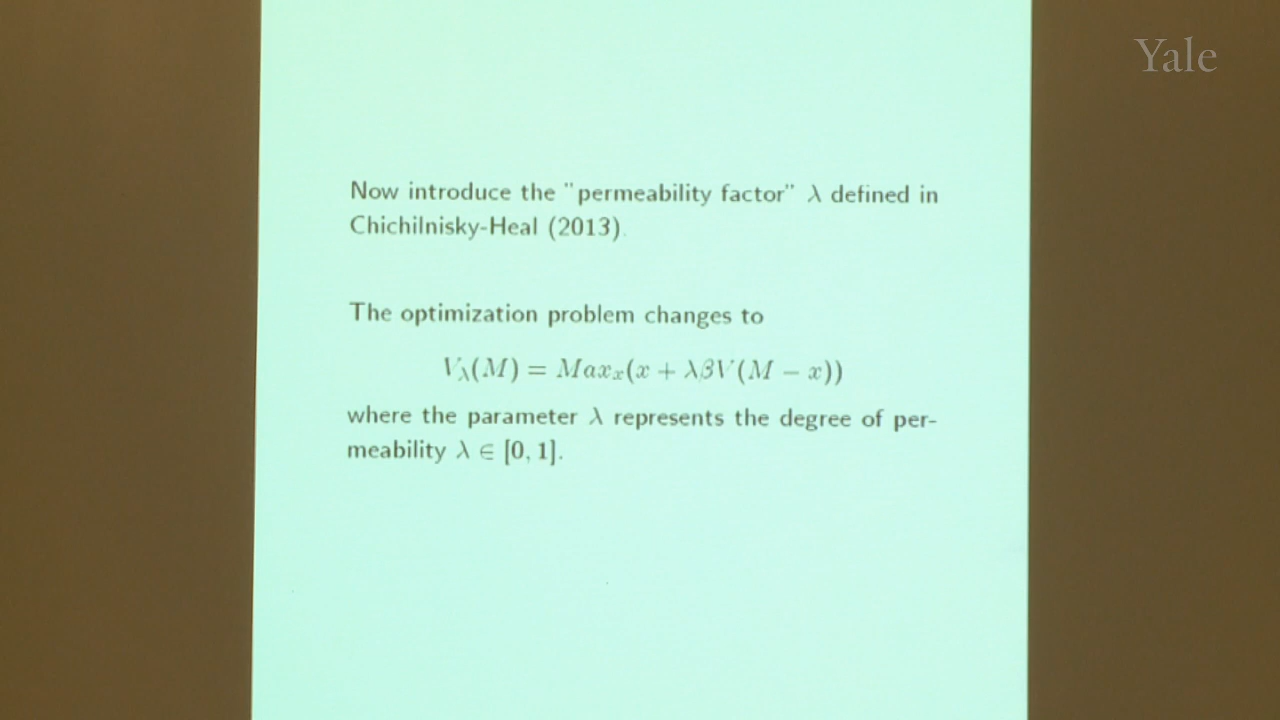 Yale
Now introduce the "permeability factor" λ defined in
Chichilnisky-Heal (2013).
The optimization problem changes to
V_λ(M) = Max_x(x + λβV(M − x))
where the parameter λ represents the degree of per-
meability λ ∈ [0, 1].